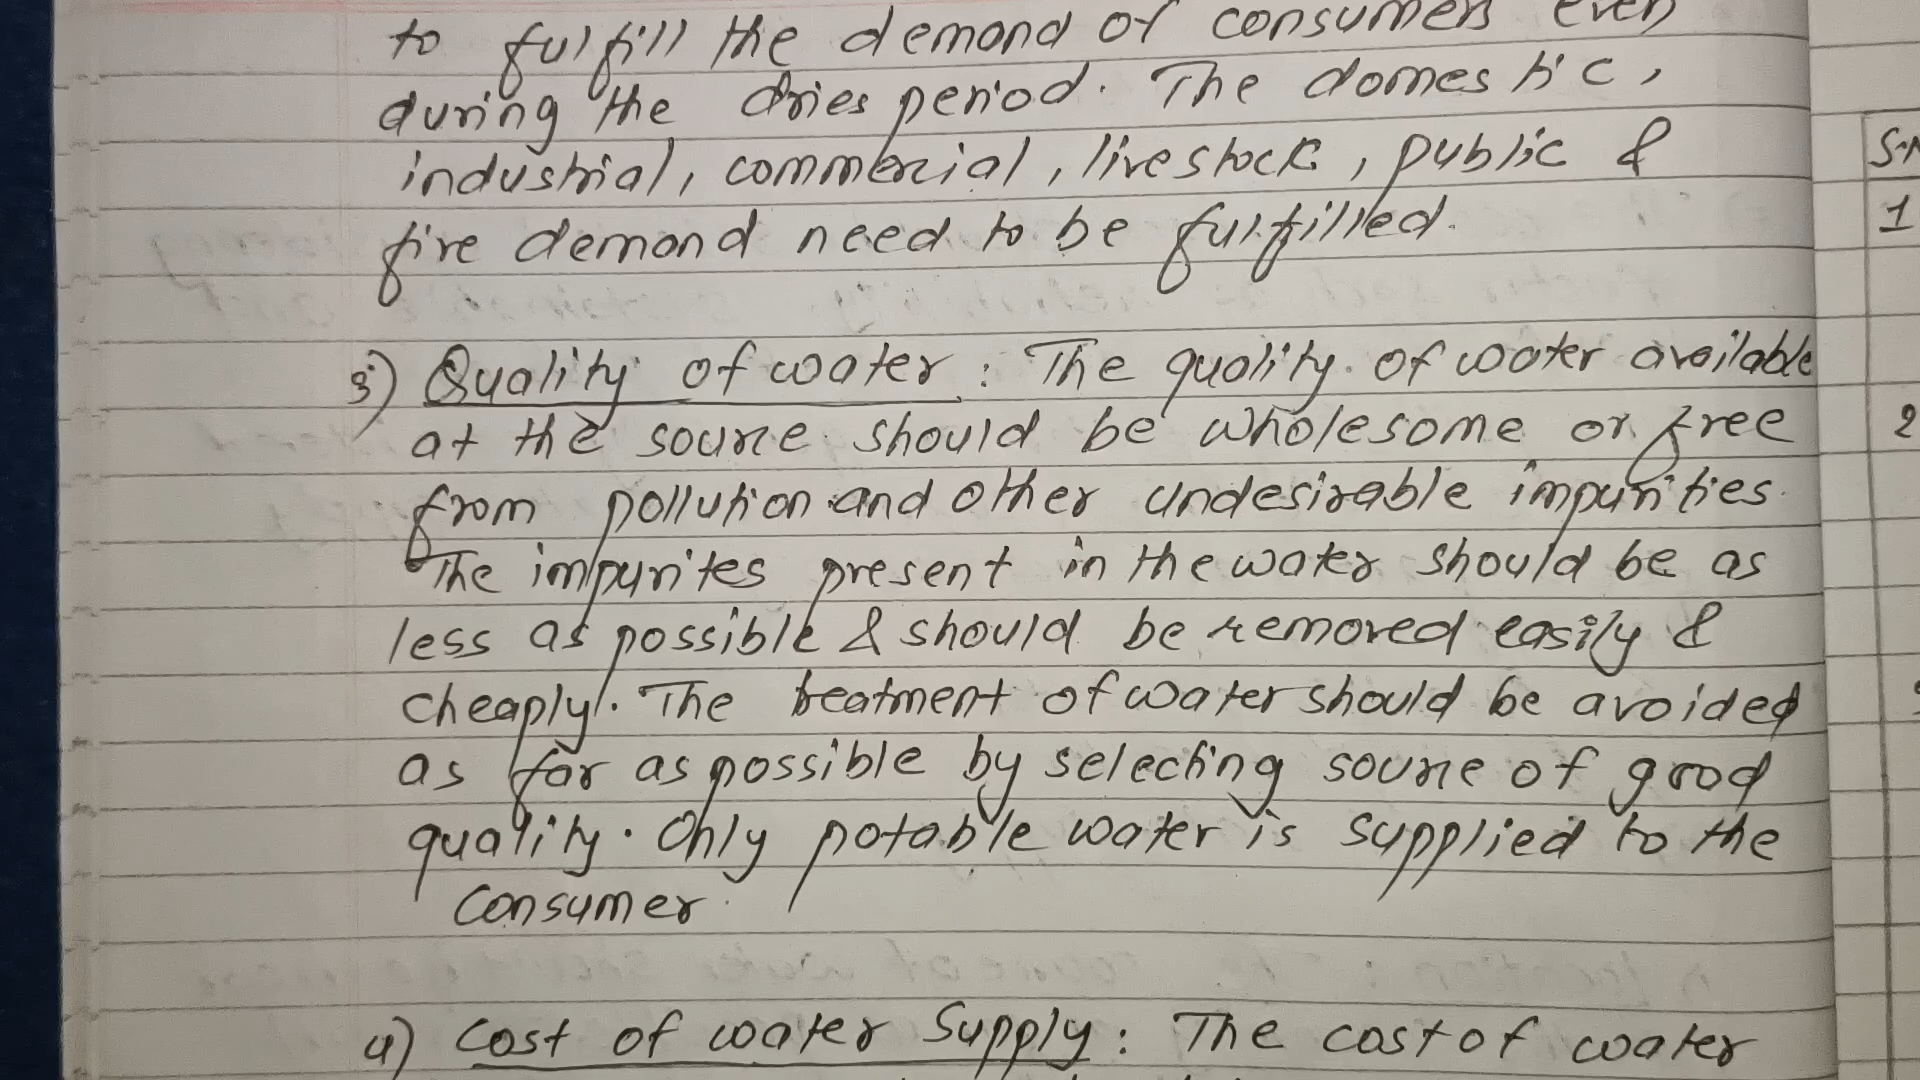 to fulfill the demand of consumers even
during the dries period. The domestic,
industrial, commercial, livestock, public &
fire demand need to be fulfilled.
3) Quality of water : The quality of water available
at the source should be wholesome or free
from pollution and other undesirable impurities.
The impurites present in the water should be as
less as possible & should be removed easily &
cheaply. The treatment of water should be avoided
as far as possible by selecting source of good
quality. Only potable water is supplied to the
consumer.
4) Cost of water Supply : The cost of water
S.N
1
2